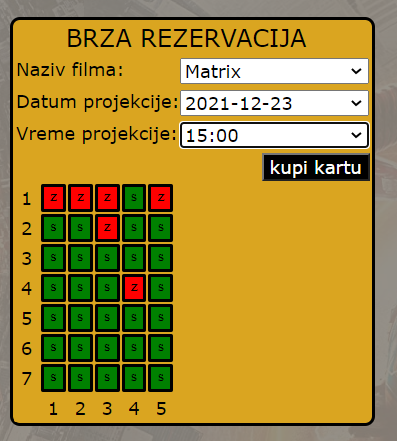 BRZA REZERVACIJA
Naziv filma: Matrix
Datum projekcije: 2021-12-23
Vreme projekcije: 15:00
kupi kartu
1 z z z s z
2 s s z s s
3 s s s s s
4 s s s z s
5 s s s s s
6 s s s s s
7 s s s s s
1 2 3 4 5